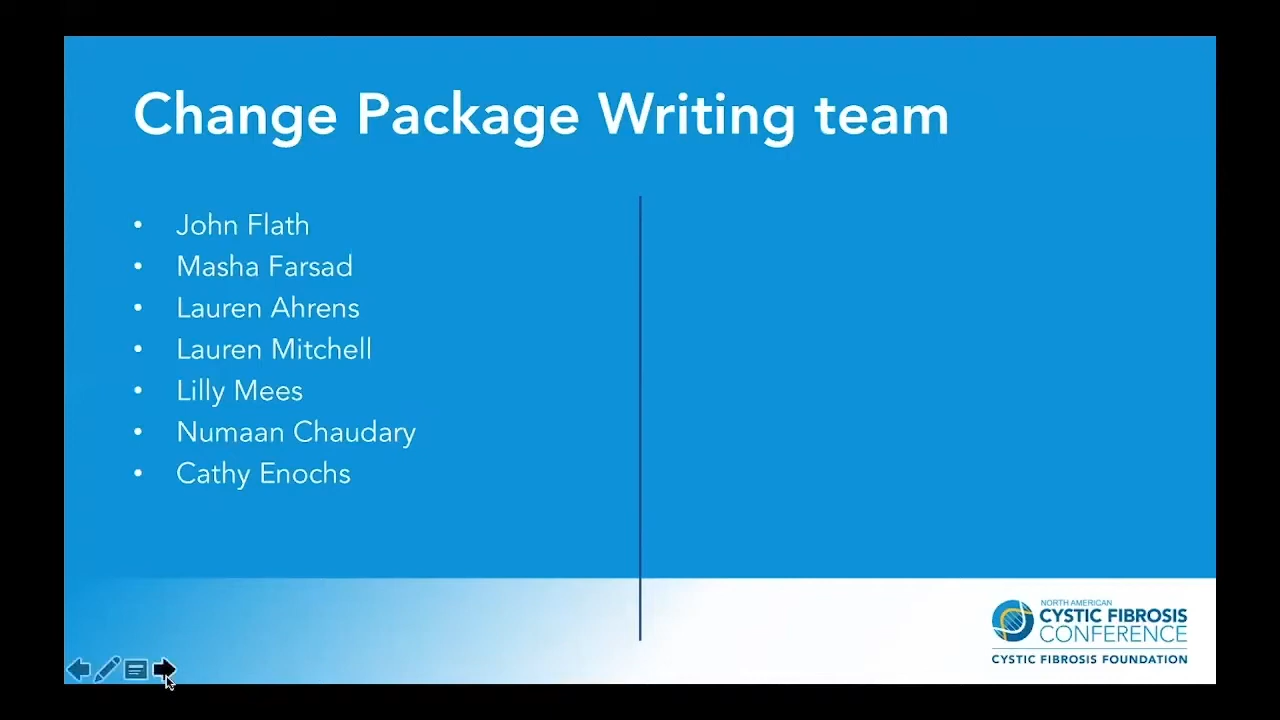 Change Package Writing team
• John Flath
• Masha Farsad
• Lauren Ahrens
• Lauren Mitchell
• Lilly Mees
• Numaan Chaudary
• Cathy Enochs
NORTH AMERICAN
CYSTIC FIBROSIS
CONFERENCE
CYSTIC FIBROSIS FOUNDATION